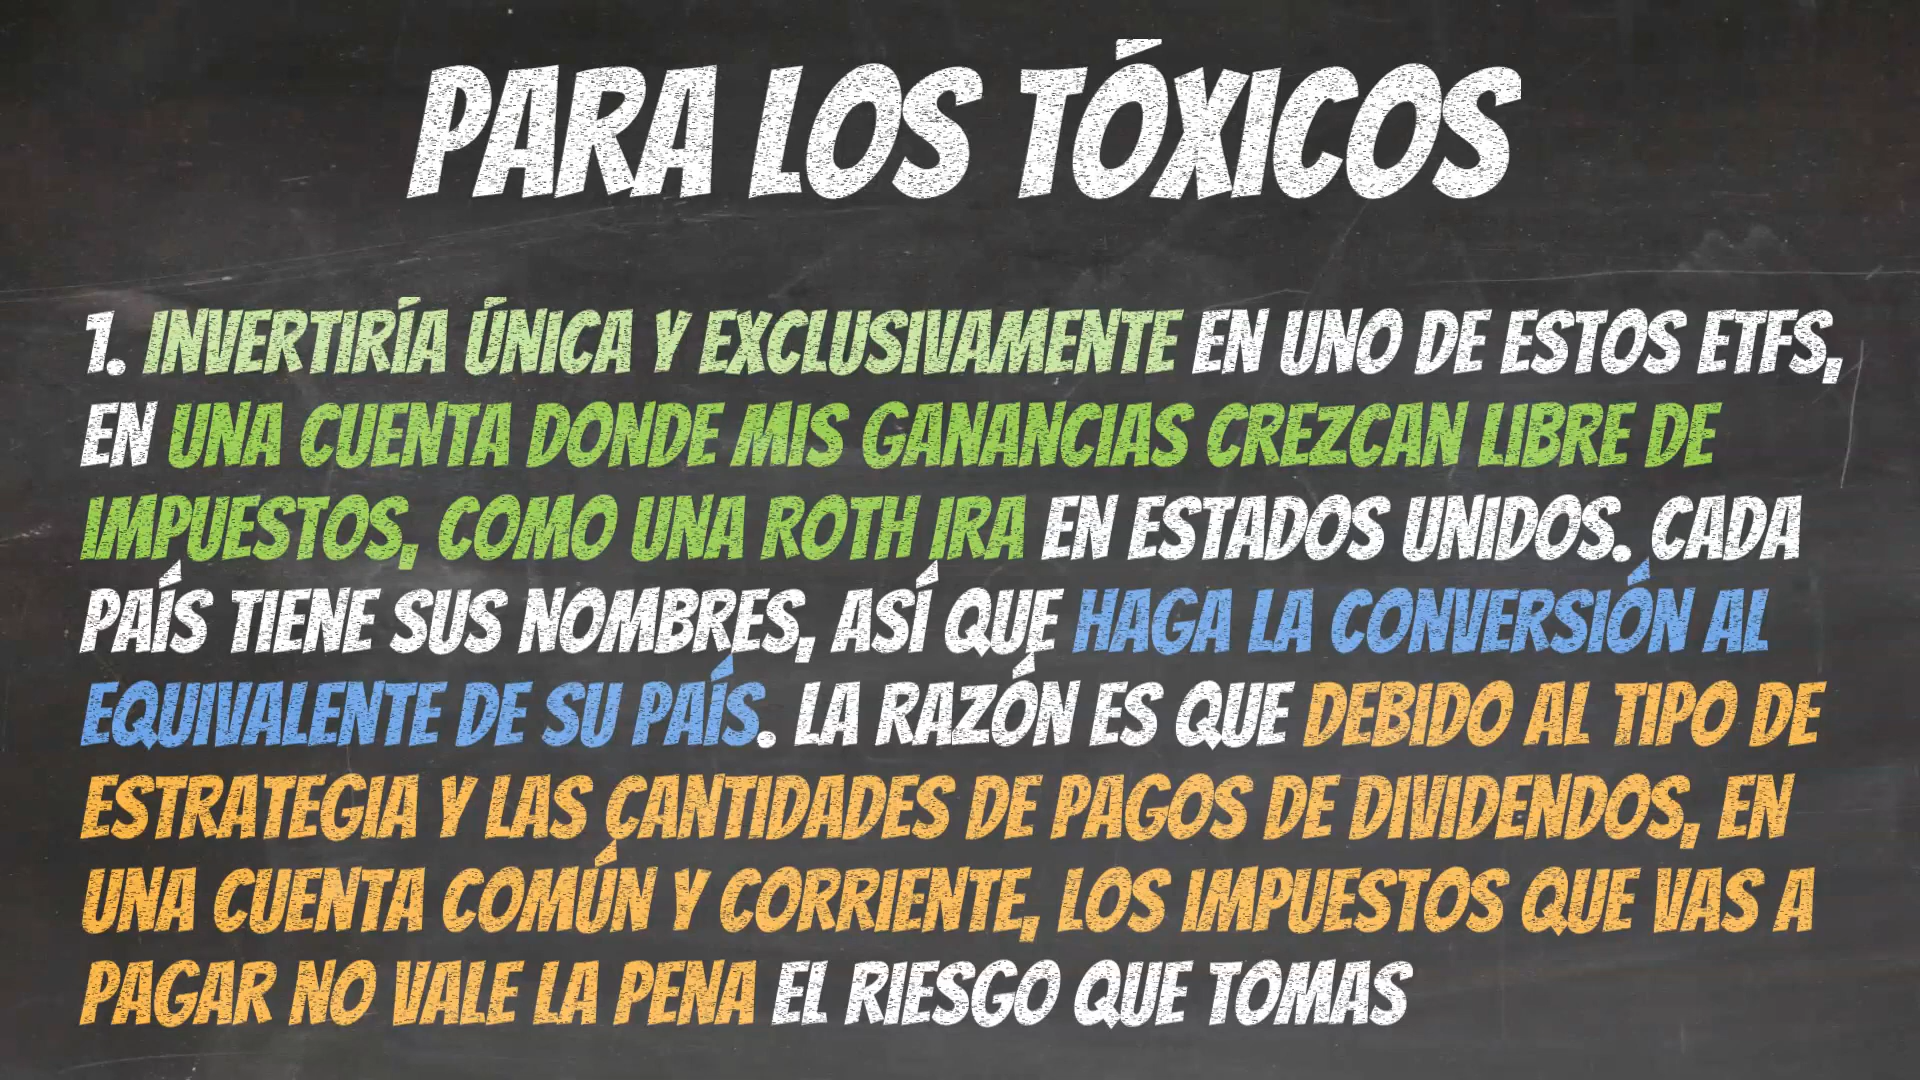 PARA LOS TÓXICOS
1. INVERTIRÍA ÚNICA Y EXCLUSIVAMENTE EN UNO DE ESTOS ETFS,
EN UNA CUENTA DONDE MIS GANANCIAS CREZCAN LIBRE DE
IMPUESTOS, COMO UNA ROTH IRA EN ESTADOS UNIDOS. CADA
PAÍS TIENE SUS NOMBRES, ASÍ QUE HAGA LA CONVERSIÓN AL
EQUIVALENTE DE SU PAÍS. LA RAZÓN ES QUE DEBIDO AL TIPO DE
ESTRATEGIA Y LAS CANTIDADES DE PAGOS DE DIVIDENDOS, EN
UNA CUENTA COMÚN Y CORRIENTE, LOS IMPUESTOS QUE VAS A
PAGAR NO VALE LA PENA EL RIESGO QUE TOMAS